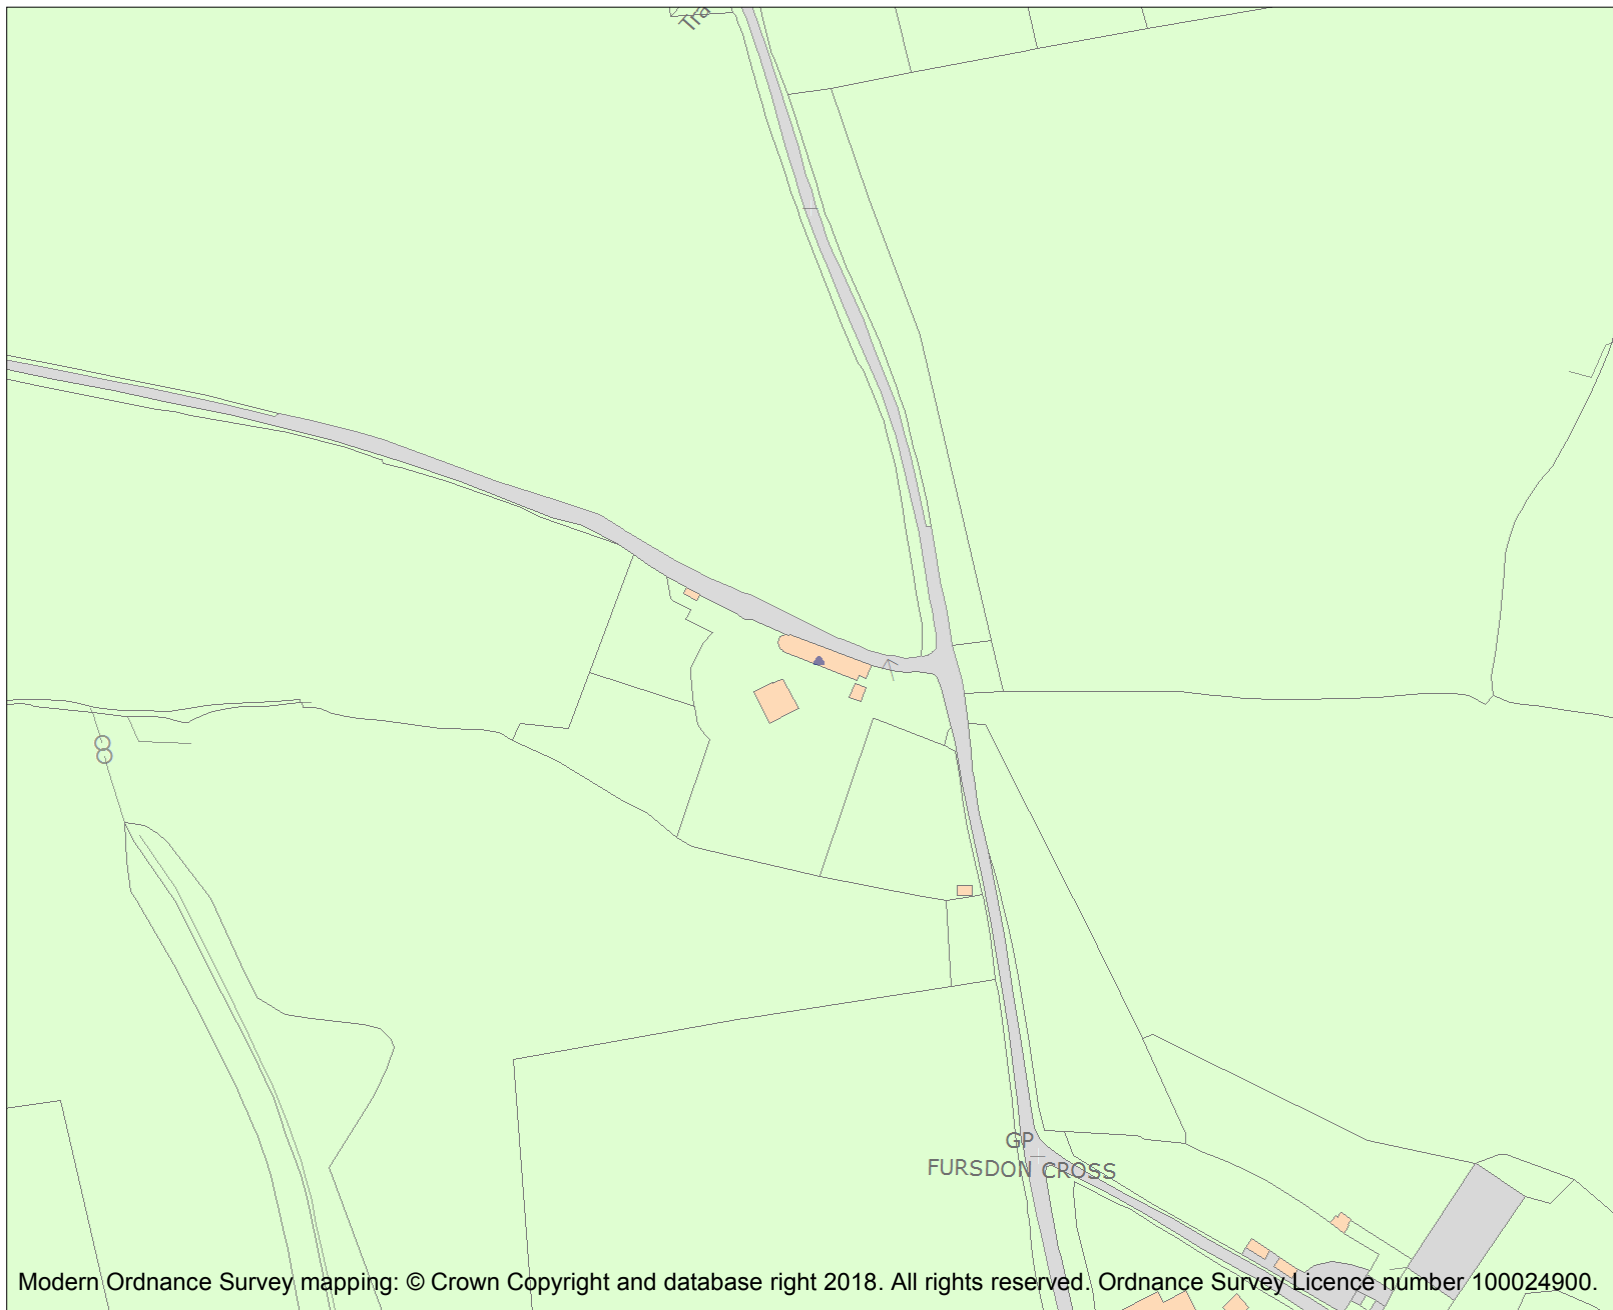 Tra
GP
FURSDON CROSS
Modern Ordnance Survey mapping: © Crown Copyright and database right 2018. All rights reserved. Ordnance Survey Licence number 100024900.